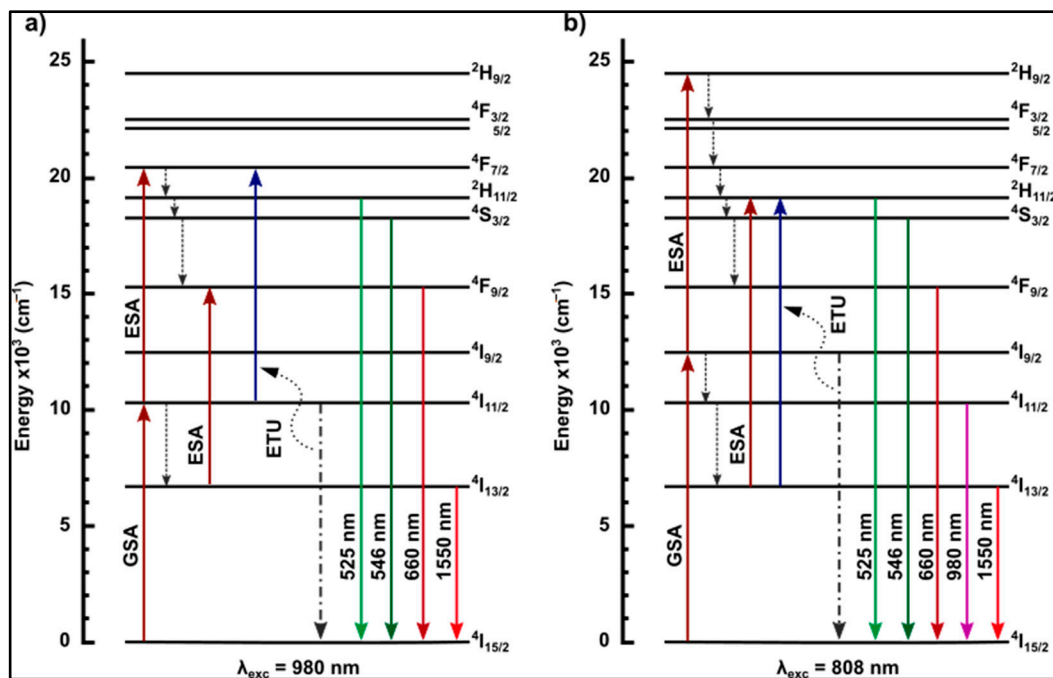 a)
Energy x10³ (cm⁻¹)
25
20
15
10
5
0
²H₉/₂
⁴F₃/₂
₅/₂
⁴F₇/₂
²H₁₁/₂
⁴S₃/₂
⁴F₉/₂
⁴I₉/₂
⁴I₁₁/₂
⁴I₁₃/₂
⁴I₁₅/₂
ESA
GSA
ESA
ETU
525 nm
546 nm
660 nm
1550 nm
λexc = 980 nm
b)
Energy x10³ (cm⁻¹)
25
20
15
10
5
0
²H₉/₂
⁴F₃/₂
₅/₂
⁴F₇/₂
²H₁₁/₂
⁴S₃/₂
⁴F₉/₂
⁴I₉/₂
⁴I₁₁/₂
⁴I₁₃/₂
⁴I₁₅/₂
ESA
GSA
ESA
ETU
525 nm
546 nm
660 nm
980 nm
1550 nm
λexc = 808 nm